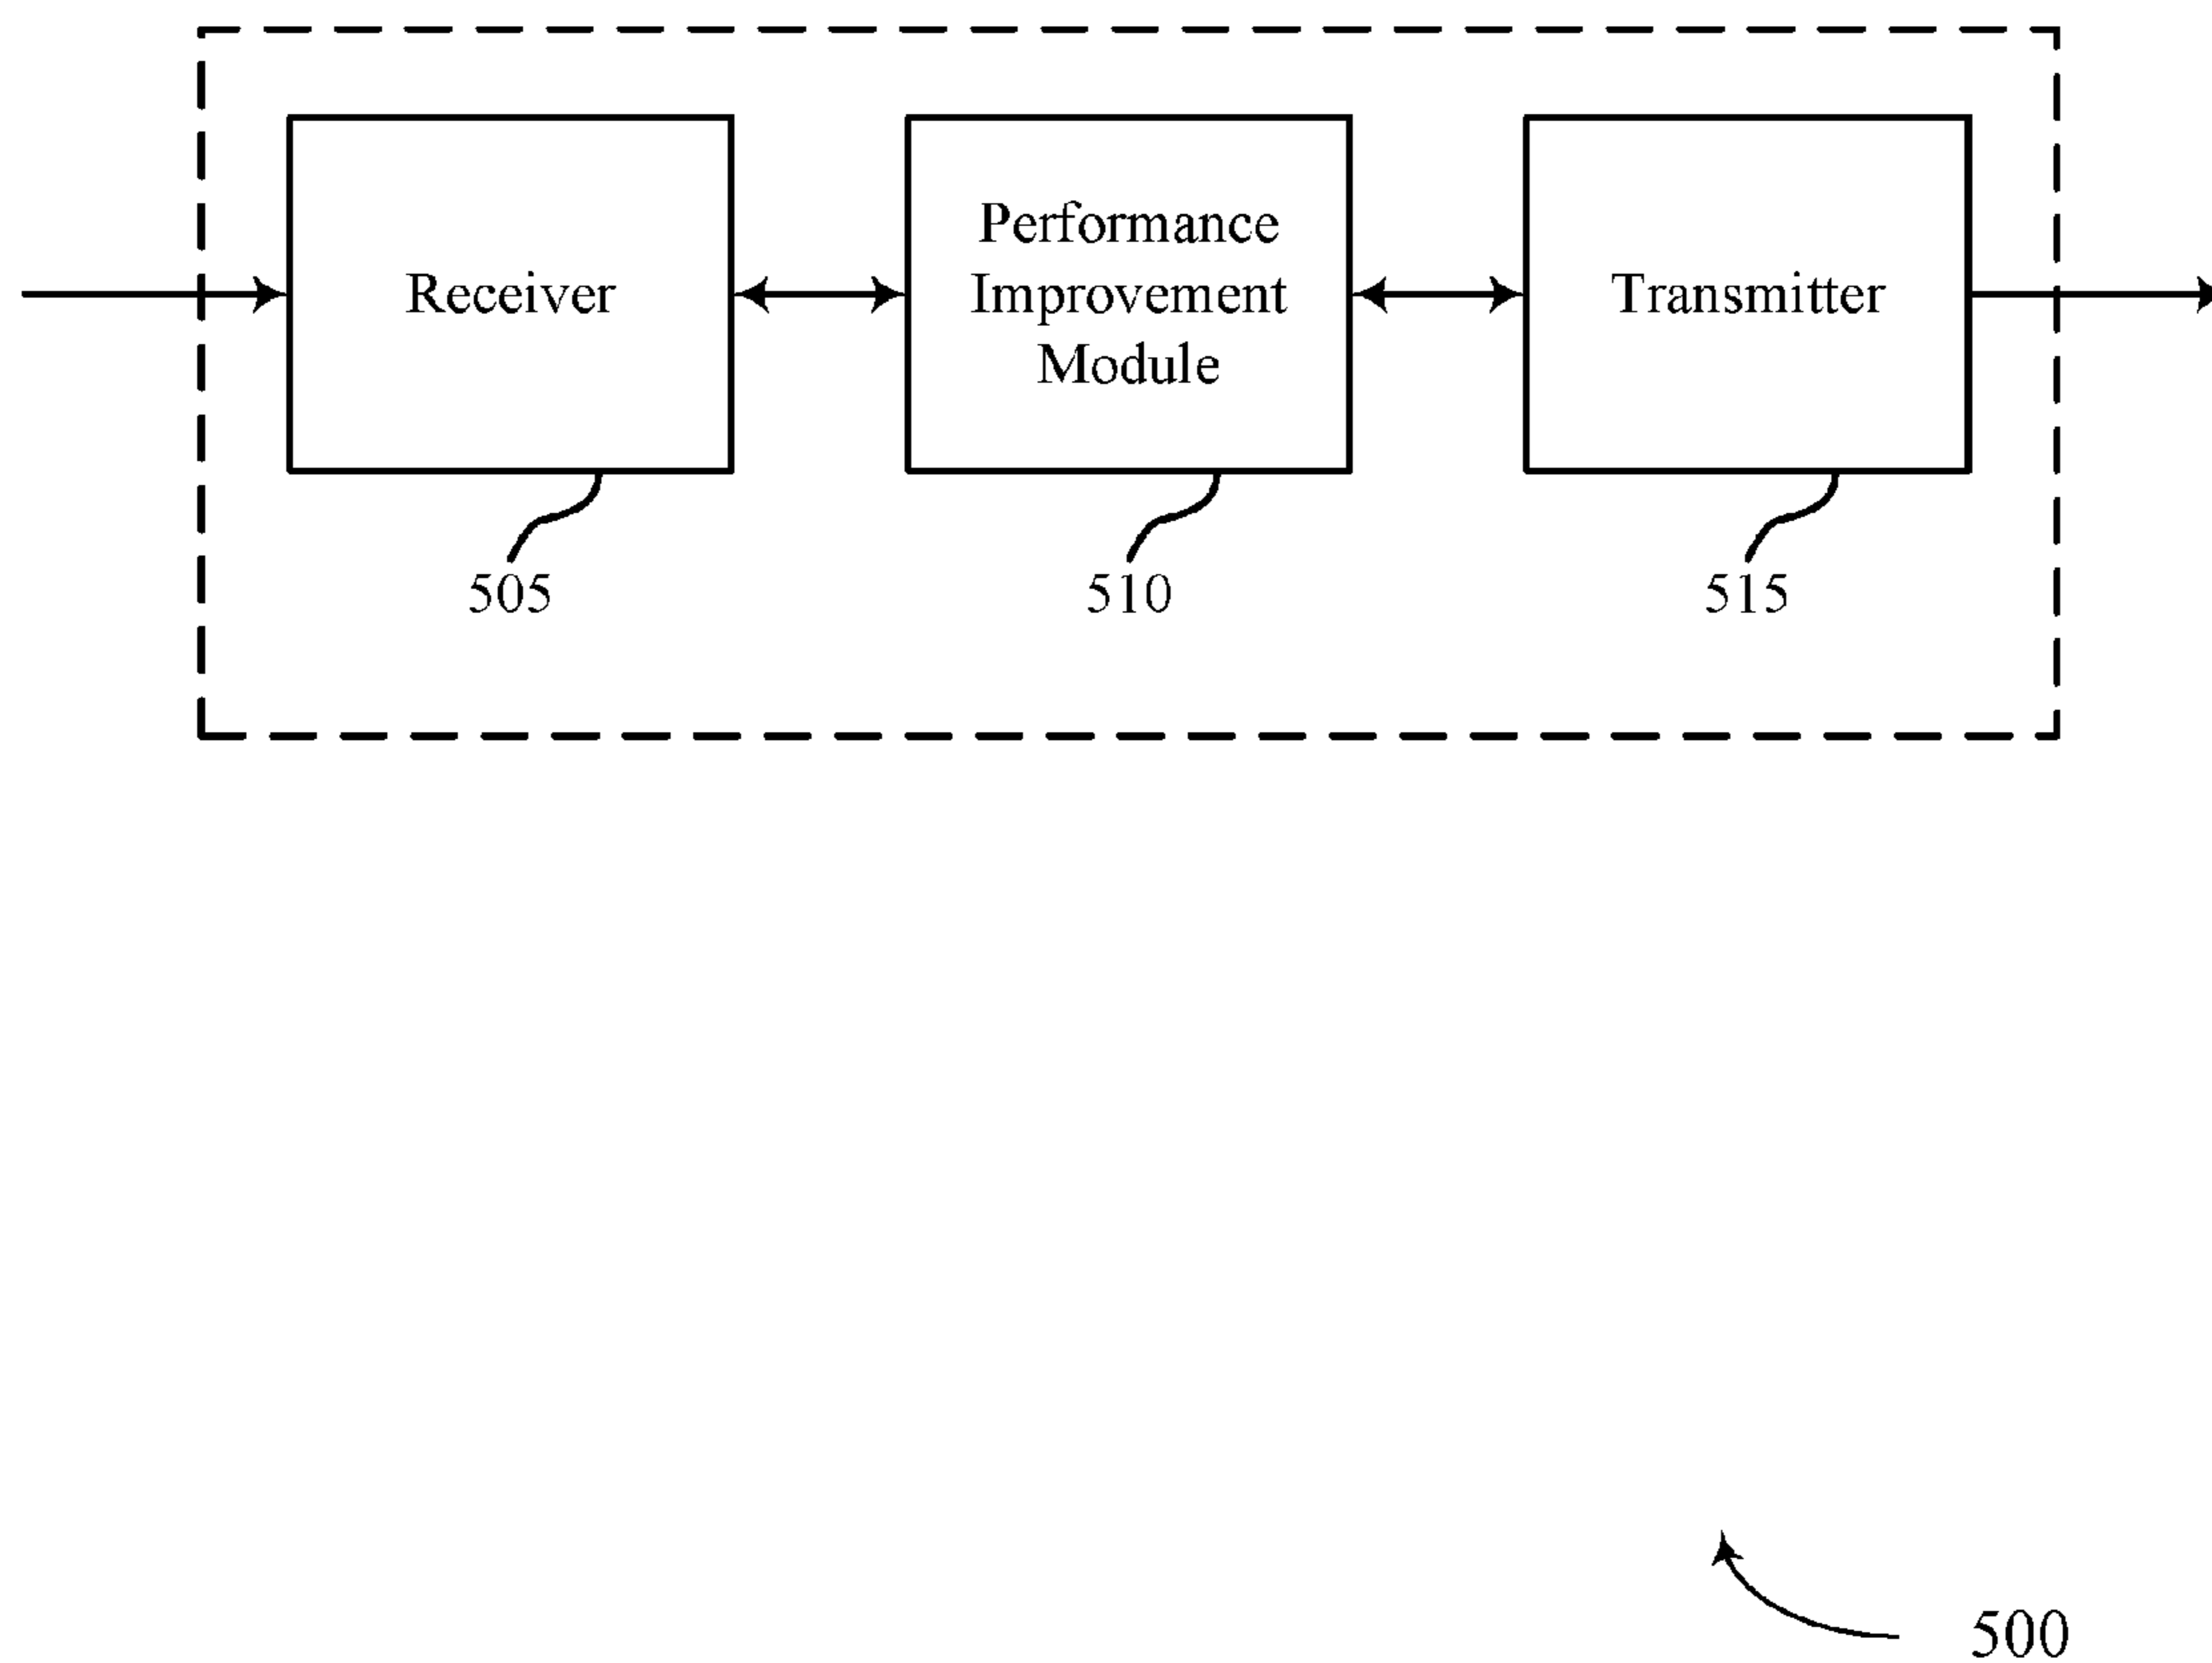 Receiver
Performance
Improvement
Module
Transmitter
505
510
515
500